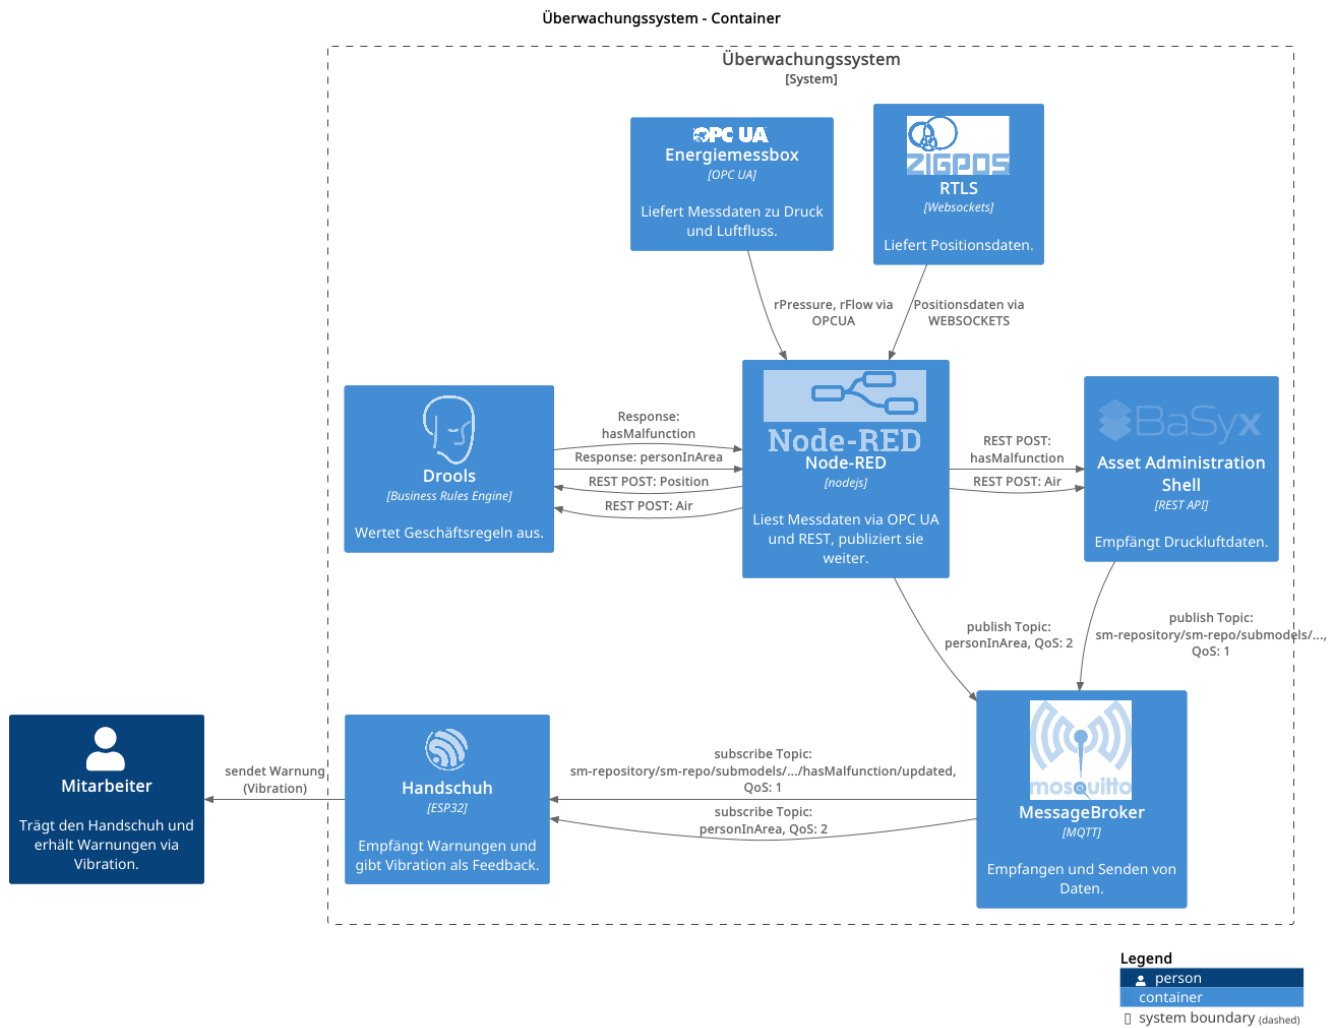 Überwachungssystem - Container
Überwachungssystem
[System]
OPC UA
Energiemessbox
[OPC UA]
Liefert Messdaten zu Druck
und Luftfluss.
ZIGPOS
RTLS
[Websockets]
Liefert Positionsdaten.
rPressure, rFlow via
OPCUA
Positionsdaten via
WEBSOCKETS
Drools
[Business Rules Engine]
Wertet Geschäftsregeln aus.
Response:
hasMalfunction
Response: personInArea
REST POST: Position
REST POST: Air
Node-RED
Node-RED
[nodejs]
Liest Messdaten via OPC UA
und REST, publiziert sie
weiter.
REST POST:
hasMalfunction
REST POST: Air
BaSyx
Asset Administration
Shell
[REST API]
Empfängt Druckluftdaten.
publish Topic:
personInArea, QoS: 2
publish Topic:
sm-repository/sm-repo/submodels/...,
QoS: 1
Mitarbeiter
Trägt den Handschuh und
erhält Warnungen via
Vibration.
sendet Warnung
(Vibration)
Handschuh
[ESP32]
Empfängt Warnungen und
gibt Vibration als Feedback.
subscribe Topic:
sm-repository/sm-repo/submodels/.../hasMalfunction/updated,
QoS: 1
subscribe Topic:
personInArea, QoS: 2
mosquitto
MessageBroker
[MQTT]
Empfangen und Senden von
Daten.
Legend
person
container
system boundary (dashed)